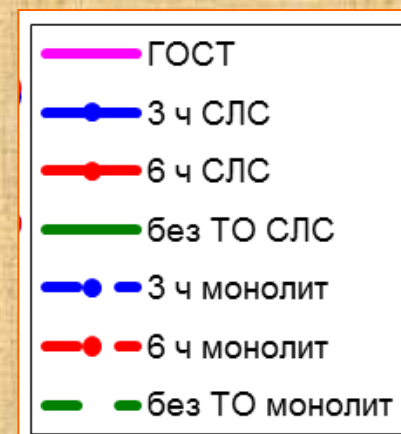 ГОСТ
3 ч СЛС
6 ч СЛС
без ТО СЛС
3 ч монолит
6 ч монолит
без ТО монолит